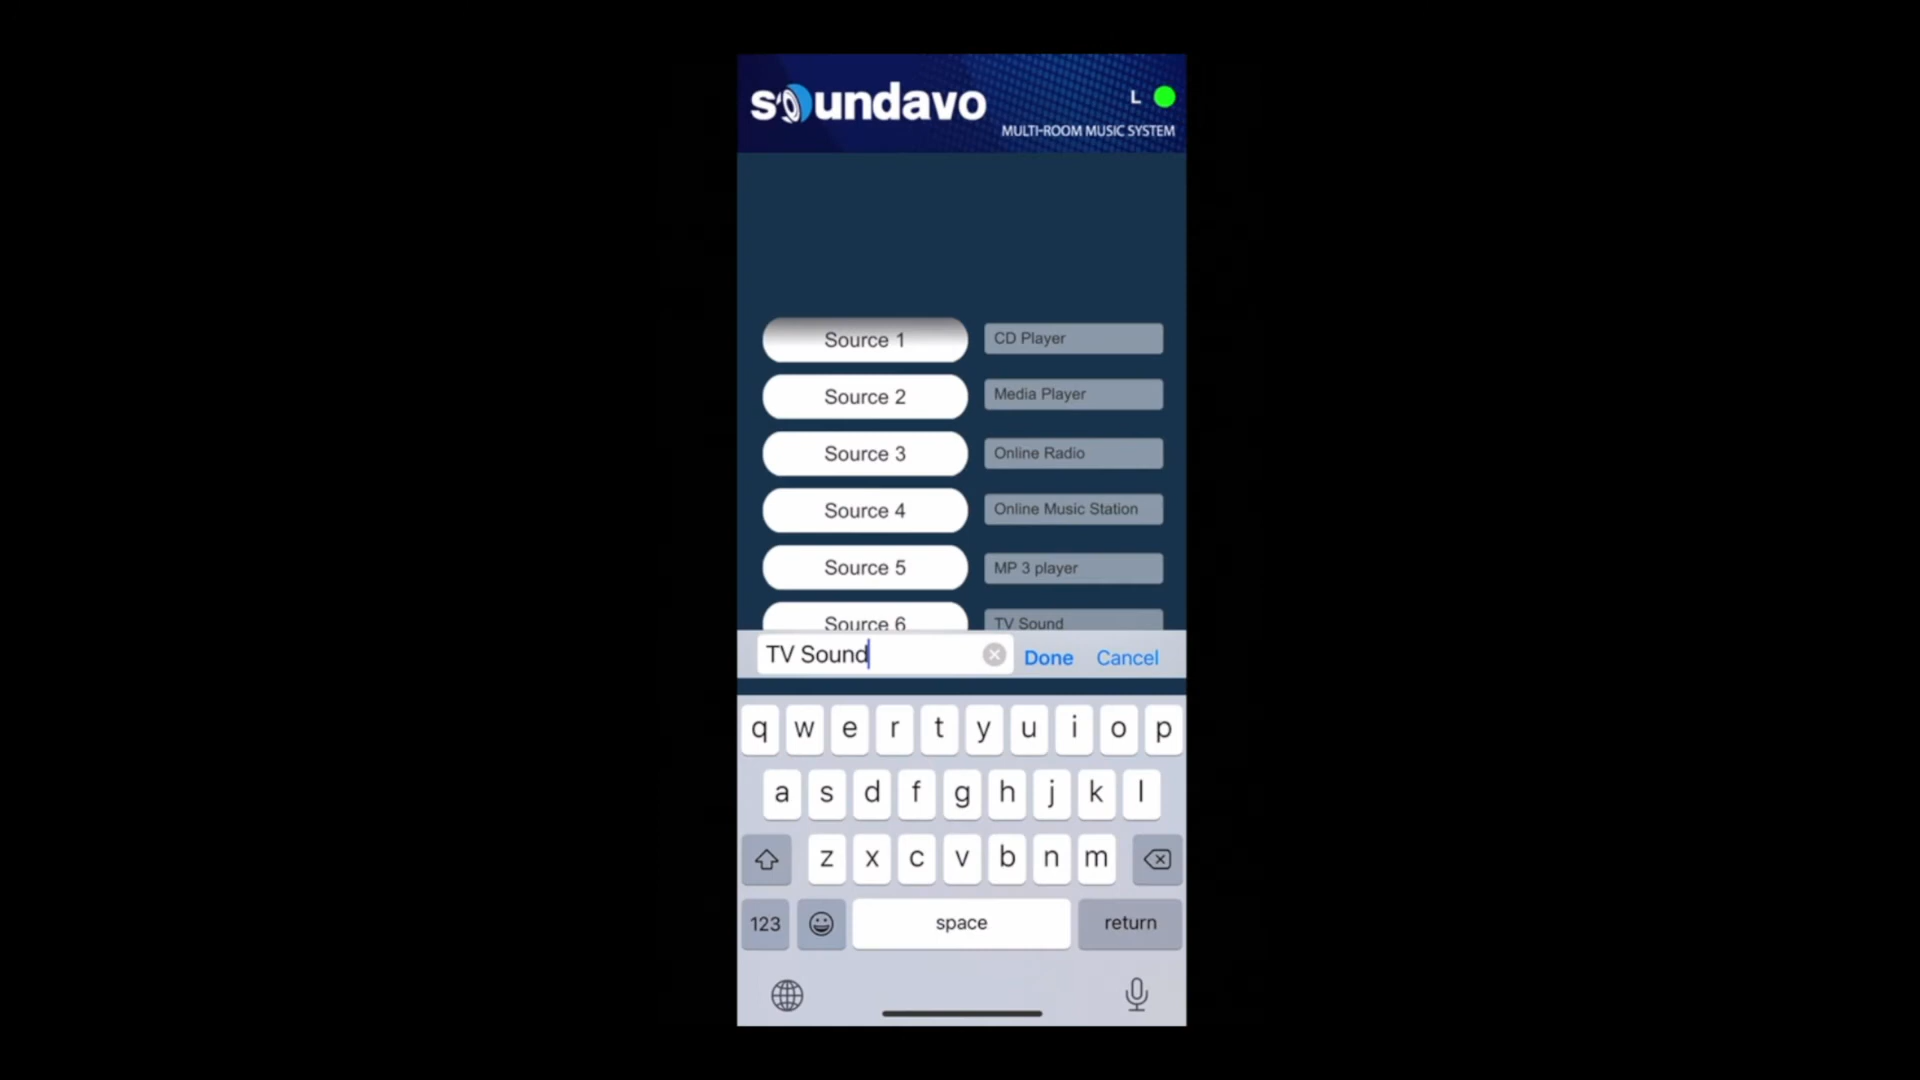 soundavo
L
MULTI-ROOM MUSIC SYSTEM
Source 1 CD Player
Source 2 Media Player
Source 3 Online Radio
Source 4 Online Music Station
Source 5 MP 3 player
Source 6 TV Sound
TV Sound Done Cancel
q w e r t y u i o p
a s d f g h j k l
z x c v b n m
123 space return